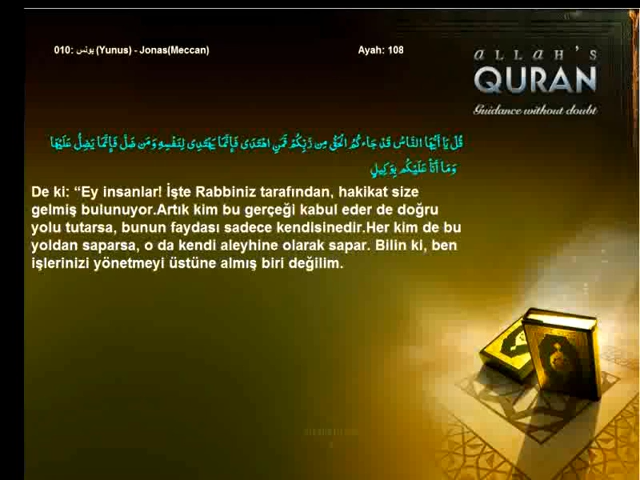 010: يونس (Yunus) - Jonas(Meccan)
Ayah: 108
ALLAH'S
QURAN
Guidance without doubt
قُلْ يَا أَيُّهَا النَّاسُ قَدْ جَاءَكُمُ الْحَقُّ مِن رَّبِّكُمْ فَمَنِ اهْتَدَى فَإِنَّمَا يَهْتَدِي لِنَفْسِهِ وَمَن ضَلَّ فَإِنَّمَا يَضِلُّ عَلَيْهَا
وَمَا أَنَاْ عَلَيْكُم بِوَكِيلٍ
De ki: “Ey insanlar! İşte Rabbiniz tarafından, hakikat size
gelmiş bulunuyor.Artık kim bu gerçeği kabul eder de doğru
yolu tutarsa, bunun faydası sadece kendisinedir.Her kim de bu
yoldan saparsa, o da kendi aleyhine olarak sapar. Bilin ki, ben
işlerinizi yönetmeyi üstüne almış biri değilim.